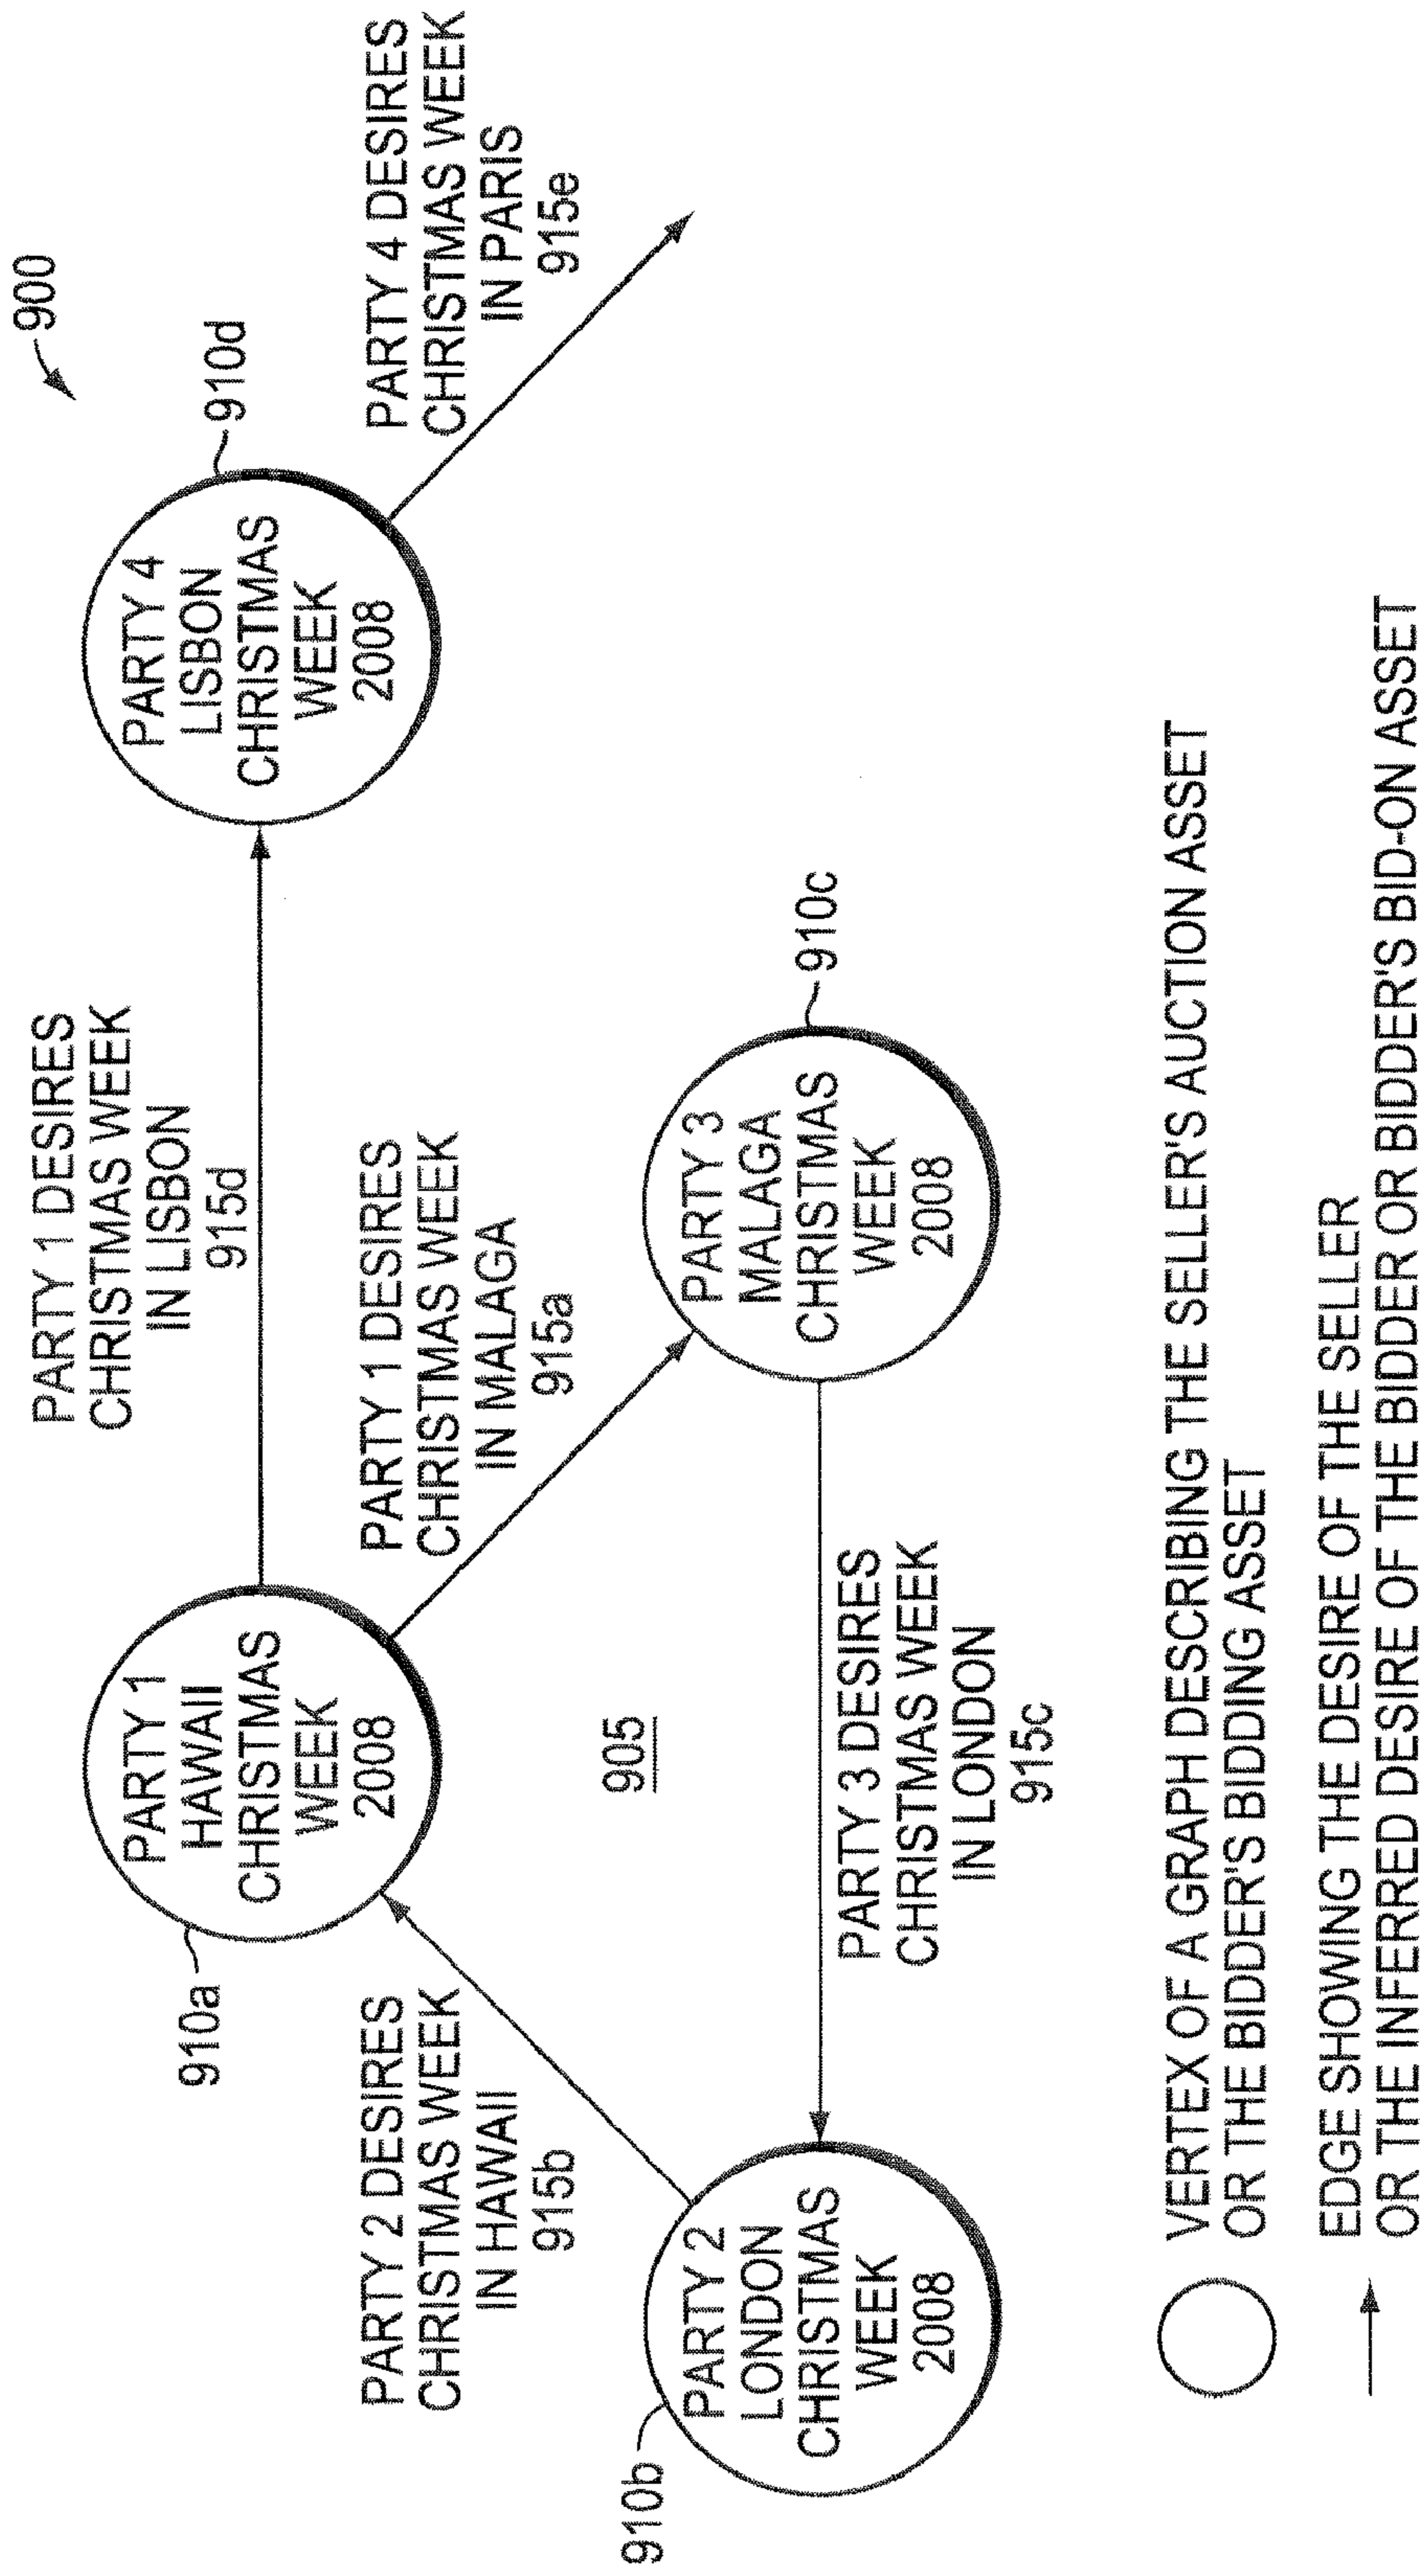 900
PARTY 1 DESIRES
CHRISTMAS WEEK
IN LISBON
915d
910a
PARTY 1
HAWAII
CHRISTMAS
WEEK
2008
PARTY 4
LISBON
CHRISTMAS
WEEK
2008
910d
PARTY 2 DESIRES
CHRISTMAS WEEK
IN HAWAII
915b
PARTY 1 DESIRES
CHRISTMAS WEEK
IN MALAGA
915a
PARTY 4 DESIRES
CHRISTMAS WEEK
IN PARIS
915e
905
910b
PARTY 2
LONDON
CHRISTMAS
WEEK
2008
PARTY 3
MALAGA
CHRISTMAS
WEEK
2008
910c
PARTY 3 DESIRES
CHRISTMAS WEEK
IN LONDON
915c
VERTEX OF A GRAPH DESCRIBING THE SELLER'S AUCTION ASSET
OR THE BIDDER'S BIDDING ASSET
EDGE SHOWING THE DESIRE OF THE SELLER
OR THE INFERRED DESIRE OF THE BIDDER OR BIDDER'S BID-ON ASSET